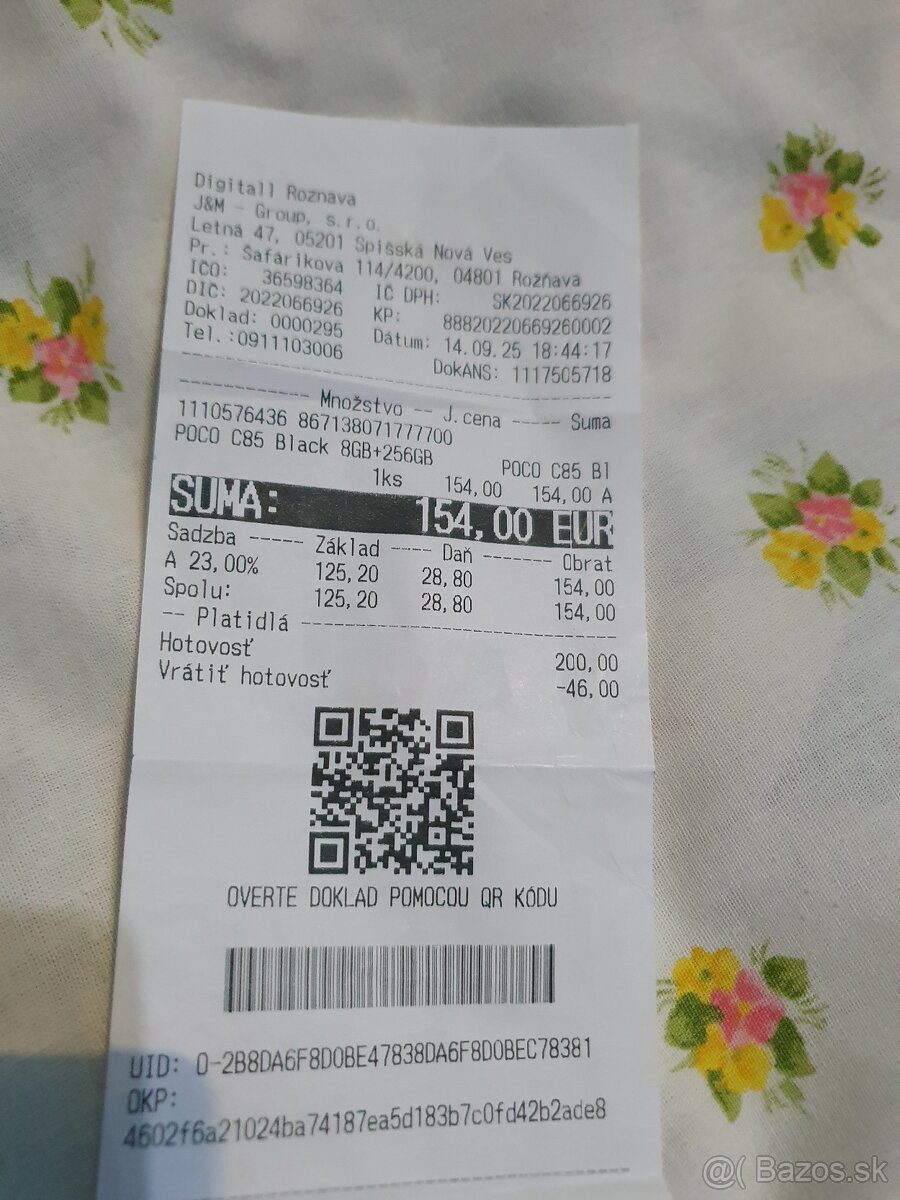 Digitall Roznava
J&M - Group, s.r.o.
Letná 47, 05201 Spišská Nová Ves
Pr.: Šafárikova 114/4200, 04801 Rožňava
IČO: 36598364 IC DPH: SK2022066926
DIČ: 2022066926 KP: 88820220669260002
Doklad: 0000295 Dátum: 14.09.25 18:44:17
Tel.:0911103006 DokANS: 1117505718
---------- Množstvo -- J.cena ----- Suma
1110576436 867138071777700
POCO C85 Black 8GB+256GB POCO C85 Bl
1ks 154,00 154,00 A
SUMA: 154,00 EUR
Sadzba ----- Základ ---- Daň ------- Obrat
A 23,00% 125,20 28,80 154,00
Spolu: 125,20 28,80 154,00
-- Platidlá ----------------------------
Hotovosť 200,00
Vrátiť hotovosť -46,00
OVERTE DOKLAD POMOCOU QR KÓDU
UID: O-2B8DA6F8D0BE47838DA6F8D0BEC78381
OKP:
4602f6a21024ba74187ea5d183b7c0fd42b2ade8
@( Bazos.sk